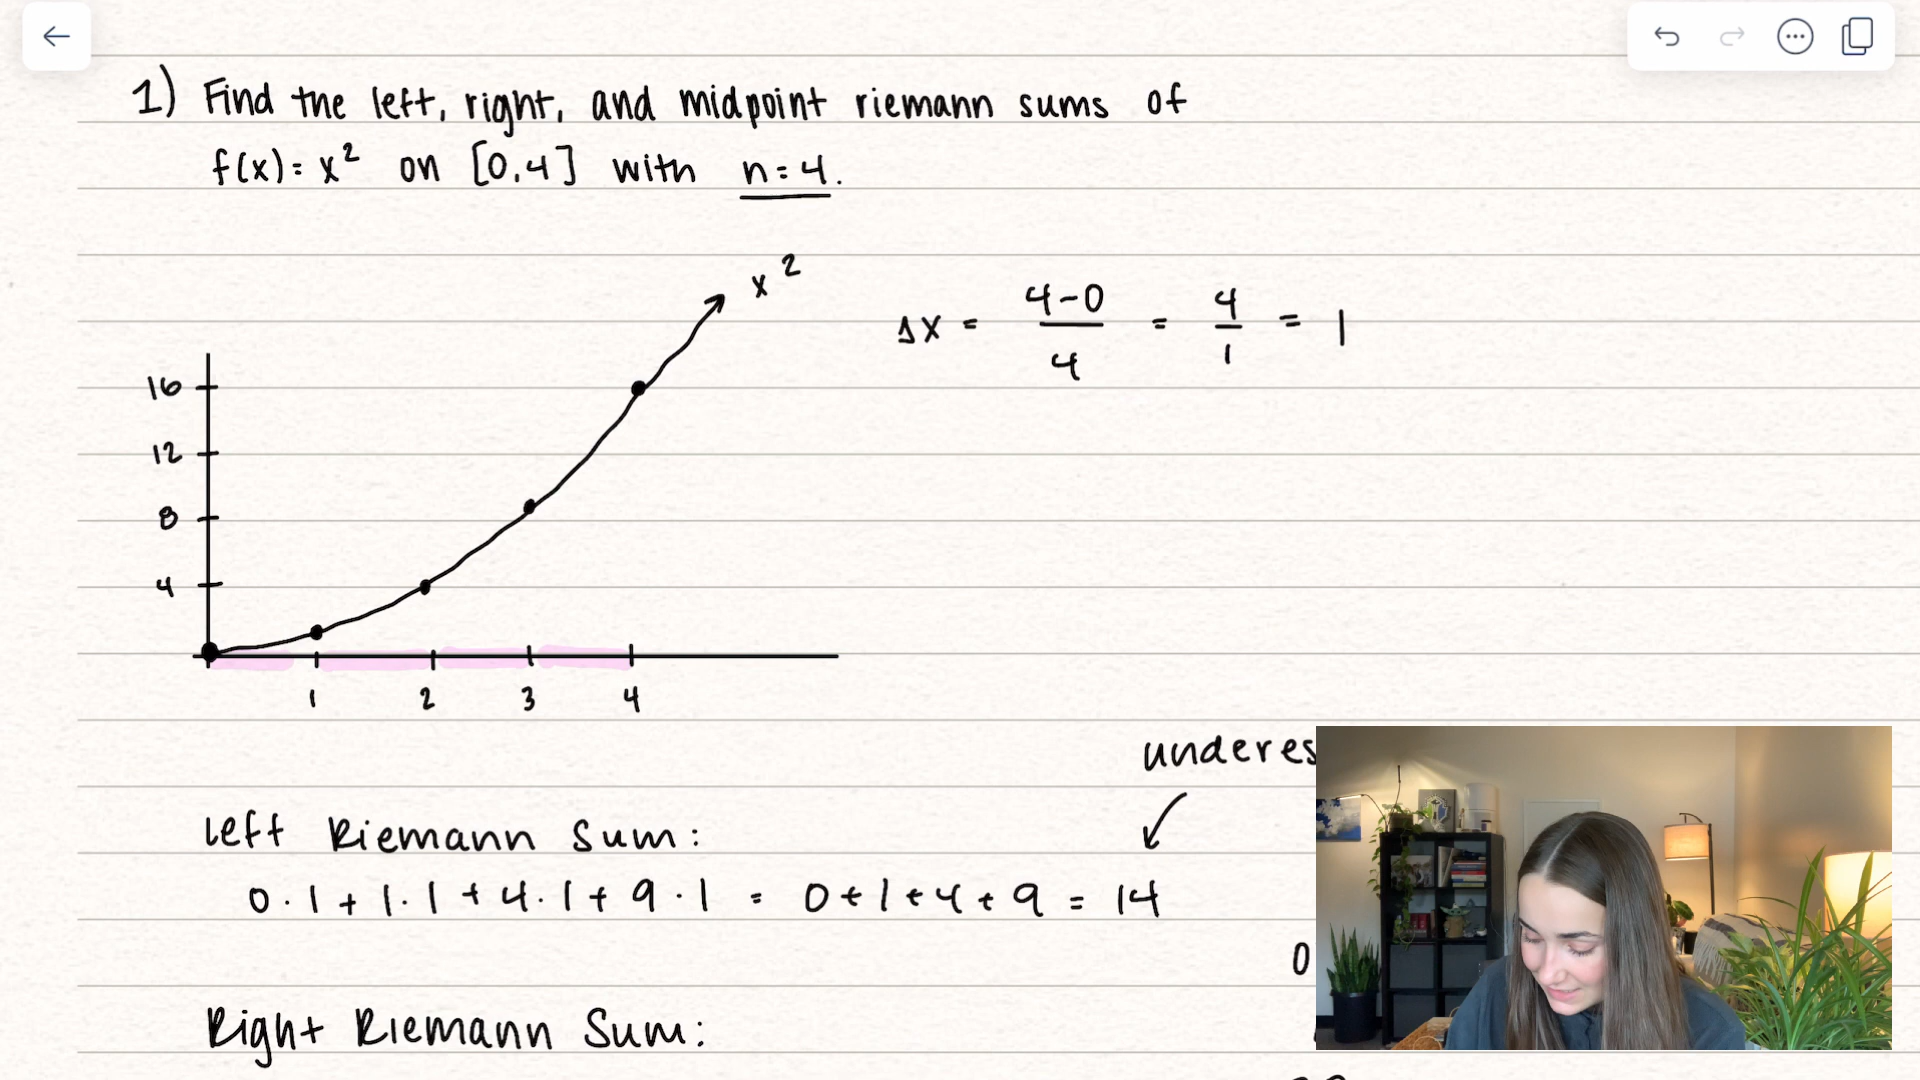 1) Find the left, right, and midpoint riemann sums of
f(x) = x² on [0,4] with n=4.
x²
Δx = 4-0/4 = 4/1 = 1
16
12
8
4
1 2 3 4
Left Riemann Sum:
0·1 + 1·1 + 4·1 + 9·1 = 0+1+4+9 = 14
0
Right Riemann Sum: